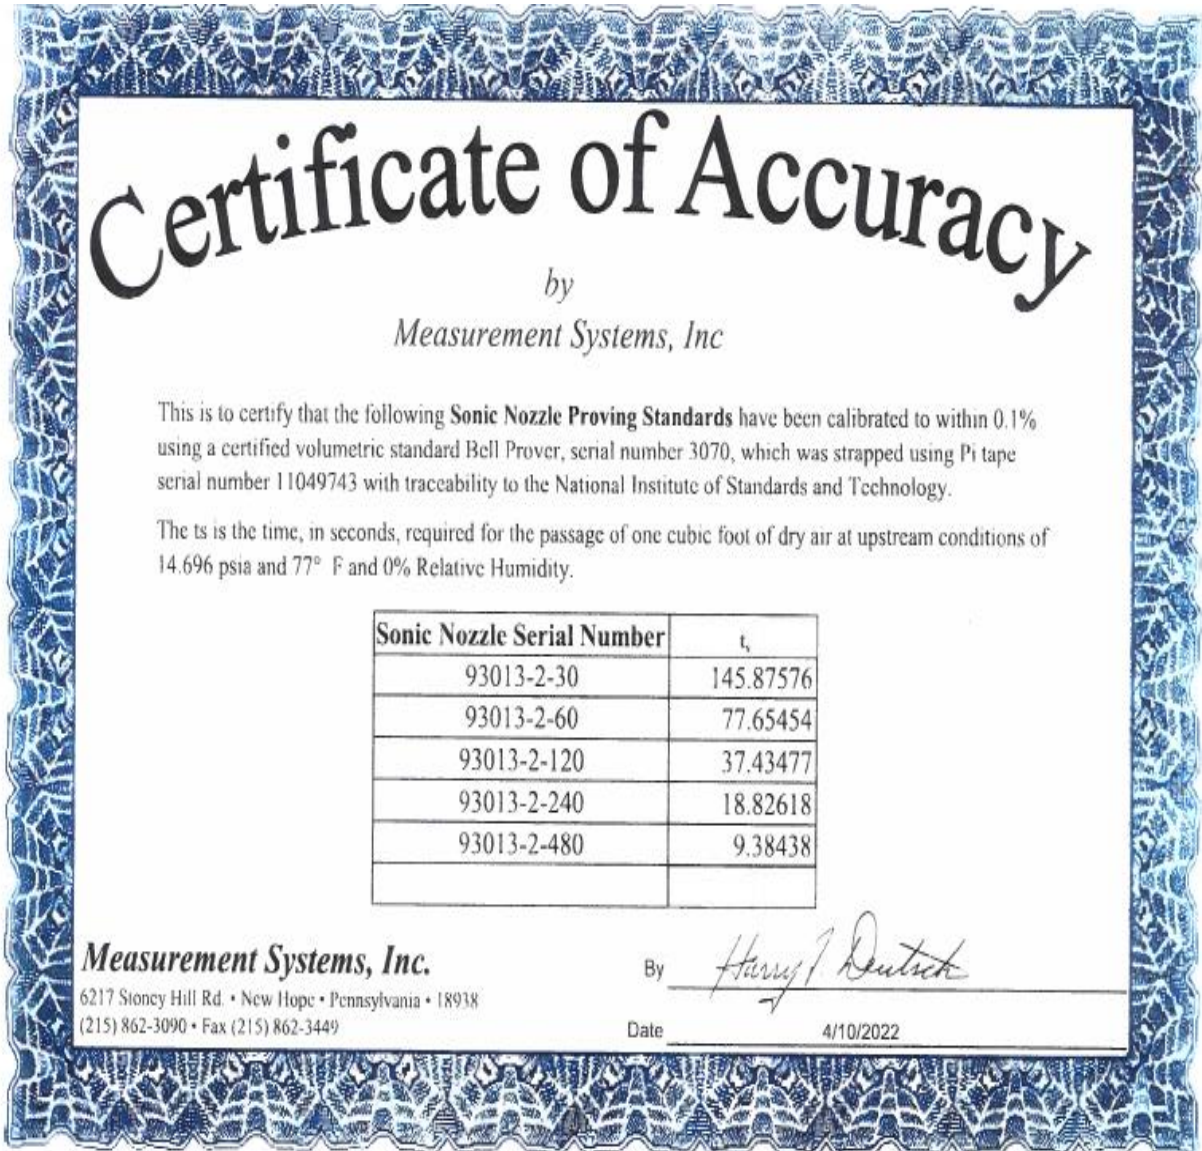 Certificate of Accuracy
by
Measurement Systems, Inc
This is to certify that the following Sonic Nozzle Proving Standards have been calibrated to within 0.1%
using a certified volumetric standard Bell Prover, serial number 3070, which was strapped using Pi tape
serial number 11049743 with traceability to the National Institute of Standards and Technology.
The ts is the time, in seconds, required for the passage of one cubic foot of dry air at upstream conditions of
14.696 psia and 77° F and 0% Relative Humidity.
Sonic Nozzle Serial Number ts
93013-2-30 145.87576
93013-2-60 77.65454
93013-2-120 37.43477
93013-2-240 18.82618
93013-2-480 9.38438
Measurement Systems, Inc.
6217 Stoney Hill Rd. • New Hope • Pennsylvania • 18938
(215) 862-3090 • Fax (215) 862-3449
By Harry J Deutsch
Date 4/10/2022